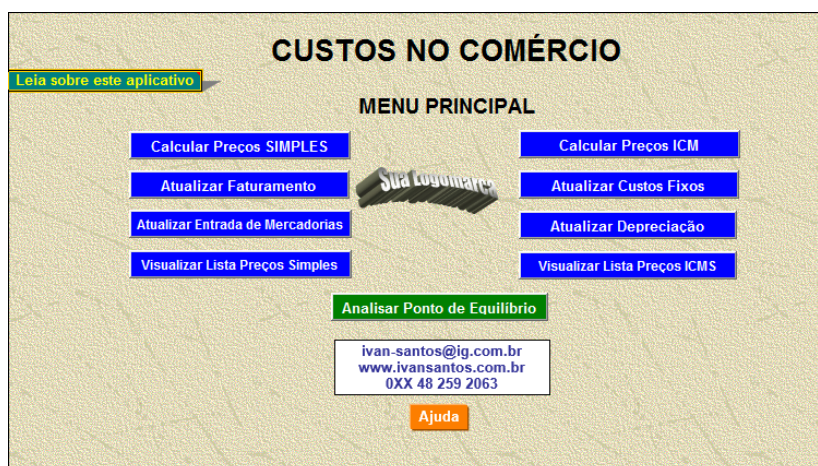 CUSTOS NO COMÉRCIO
Leia sobre este aplicativo
MENU PRINCIPAL
Calcular Preços SIMPLES
Calcular Preços ICM
Sua Logomarca
Atualizar Faturamento
Atualizar Custos Fixos
Atualizar Entrada de Mercadorias
Atualizar Depreciação
Visualizar Lista Preços Simples
Visualizar Lista Preços ICMS
Analisar Ponto de Equilíbrio
ivan-santos@ig.com.br
www.ivansantos.com.br
0XX 48 259 2063
Ajuda